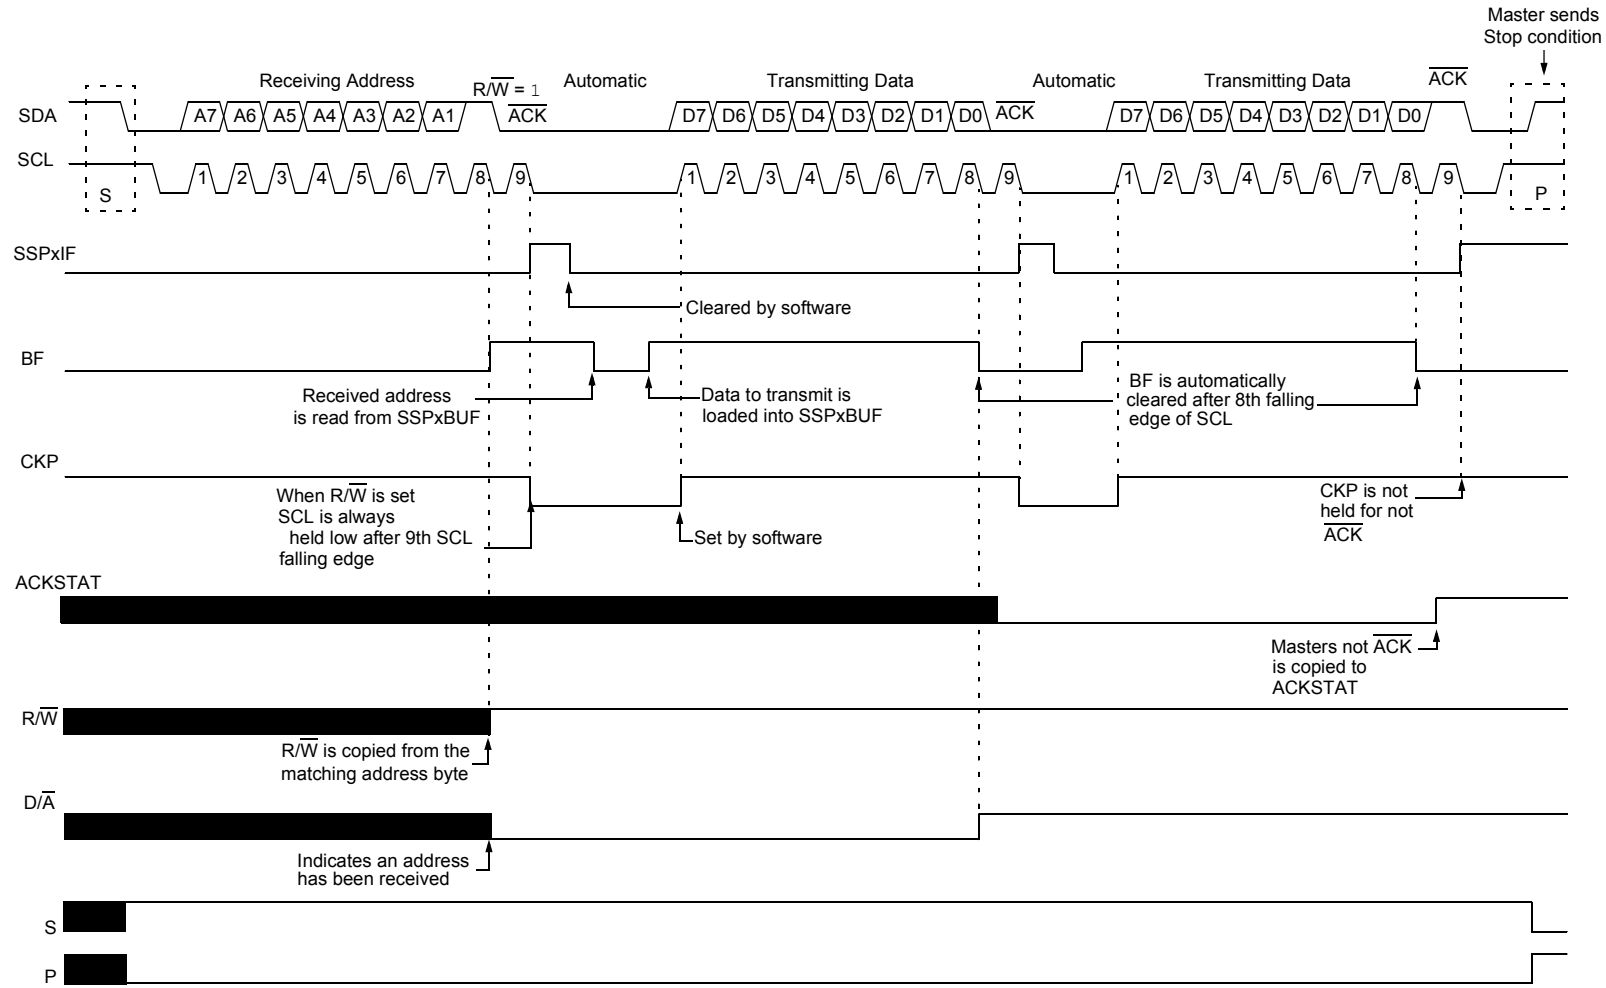 Master sends
Stop condition
Receiving Address
R/W̅ = 1
Automatic
Transmitting Data
Automatic
Transmitting Data
A̅C̅K̅
SDA
A7 A6 A5 A4 A3 A2 A1
A̅C̅K̅
D7 D6 D5 D4 D3 D2 D1 D0
A̅C̅K̅
D7 D6 D5 D4 D3 D2 D1 D0
SCL
1 2 3 4 5 6 7 8 9
1 2 3 4 5 6 7 8 9
1 2 3 4 5 6 7 8 9
S
P
SSPxIF
Cleared by software
BF
Received address
is read from SSPxBUF
Data to transmit is
loaded into SSPxBUF
BF is automatically
cleared after 8th falling
edge of SCL
CKP
When R/W̅ is set
SCL is always
held low after 9th SCL
falling edge
Set by software
CKP is not
held for not
A̅C̅K̅
ACKSTAT
Masters not A̅C̅K̅
is copied to
ACKSTAT
R/W̅
R/W̅ is copied from the
matching address byte
D/A̅
Indicates an address
has been received
S
P